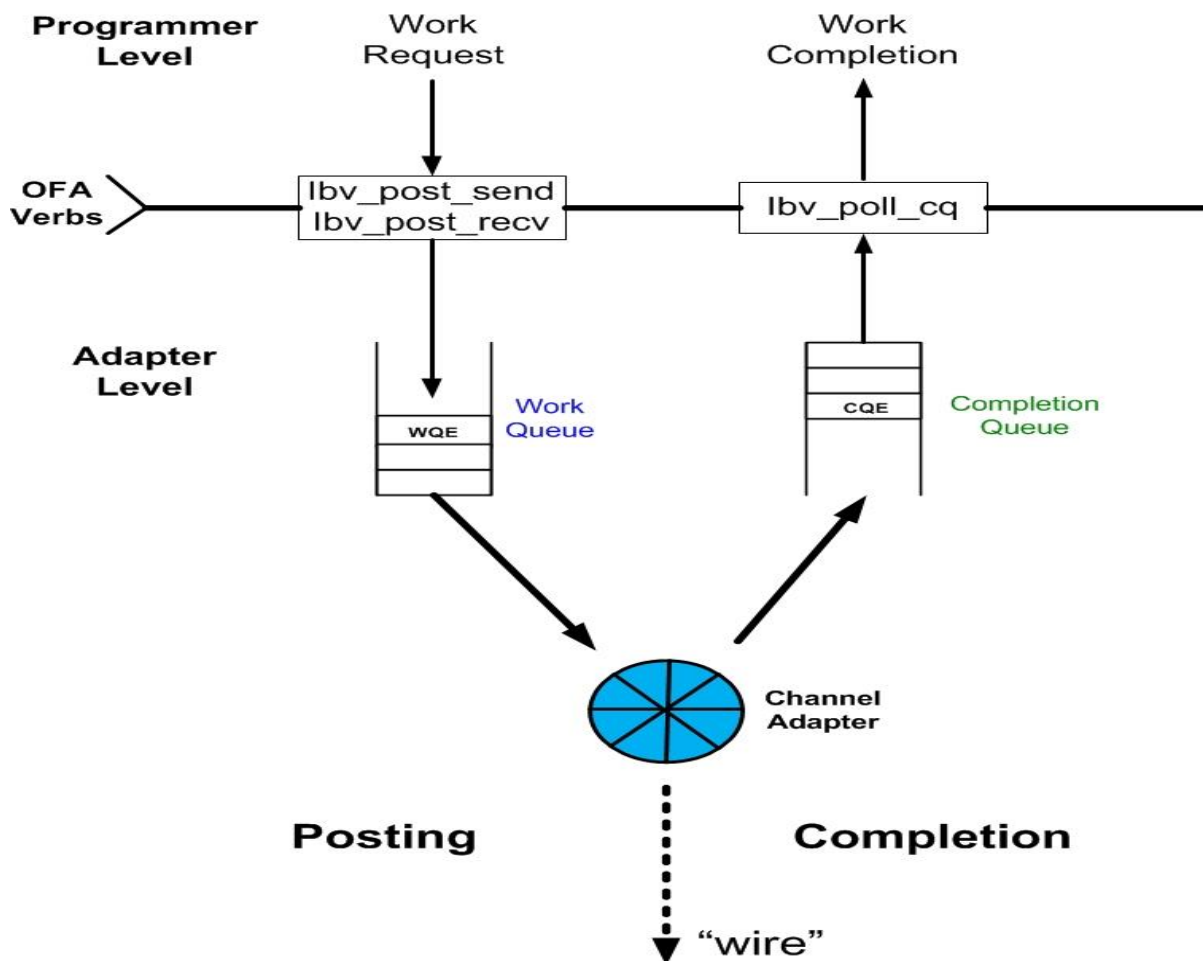 Programmer
Level
Work
Request
Work
Completion
OFA
Verbs
Ibv_post_send
Ibv_post_recv
Ibv_poll_cq
Adapter
Level
WQE
Work
Queue
CQE
Completion
Queue
Channel
Adapter
Posting
Completion
“wire”